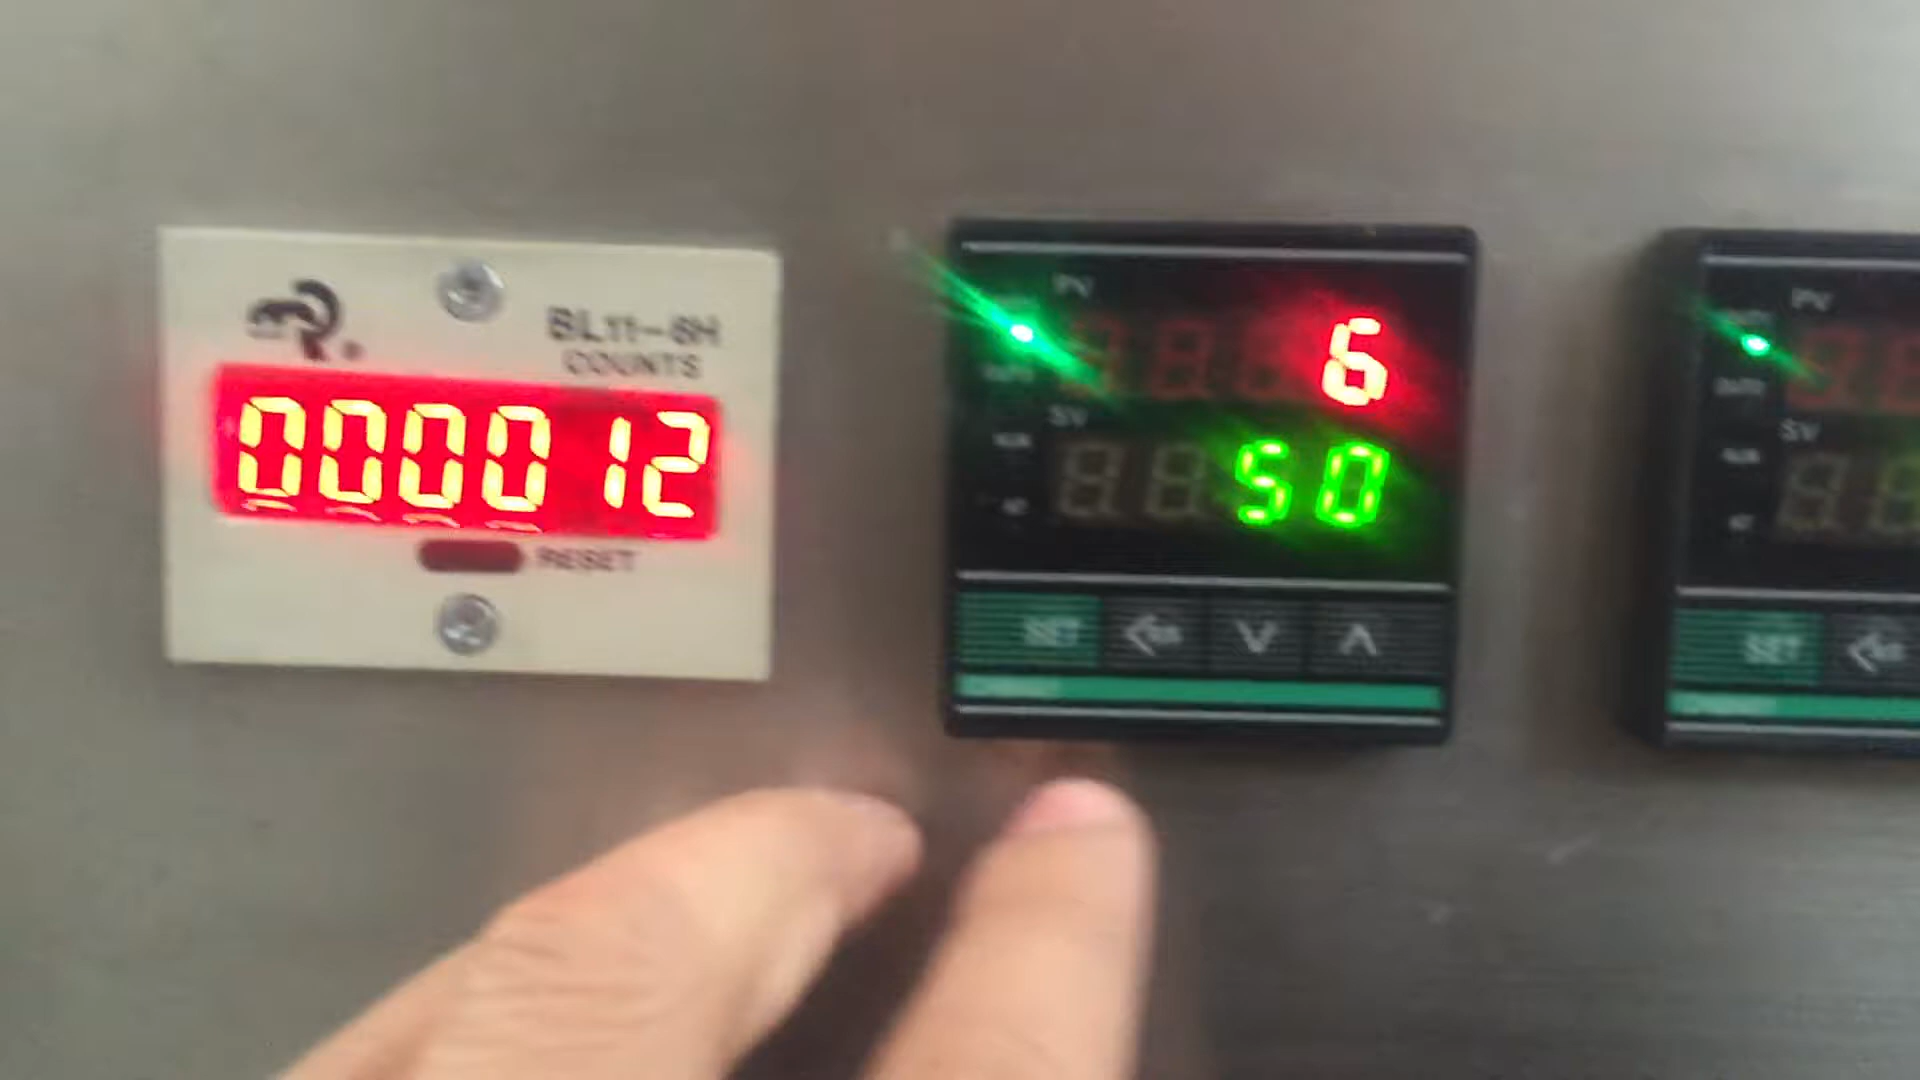 BL11-6H
COUNTS
000012
RESET
PV
6
SV
50
SET
PV
SV
SET